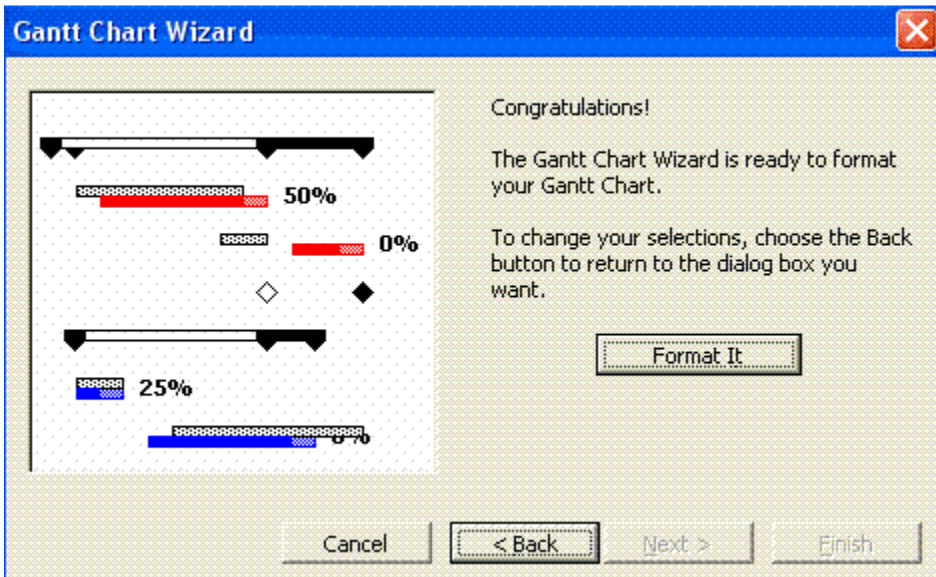 Gantt Chart Wizard
Congratulations!
The Gantt Chart Wizard is ready to format
your Gantt Chart.
To change your selections, choose the Back
button to return to the dialog box you
want.
Format It
50%
0%
25%
Cancel
< Back
Next >
Finish